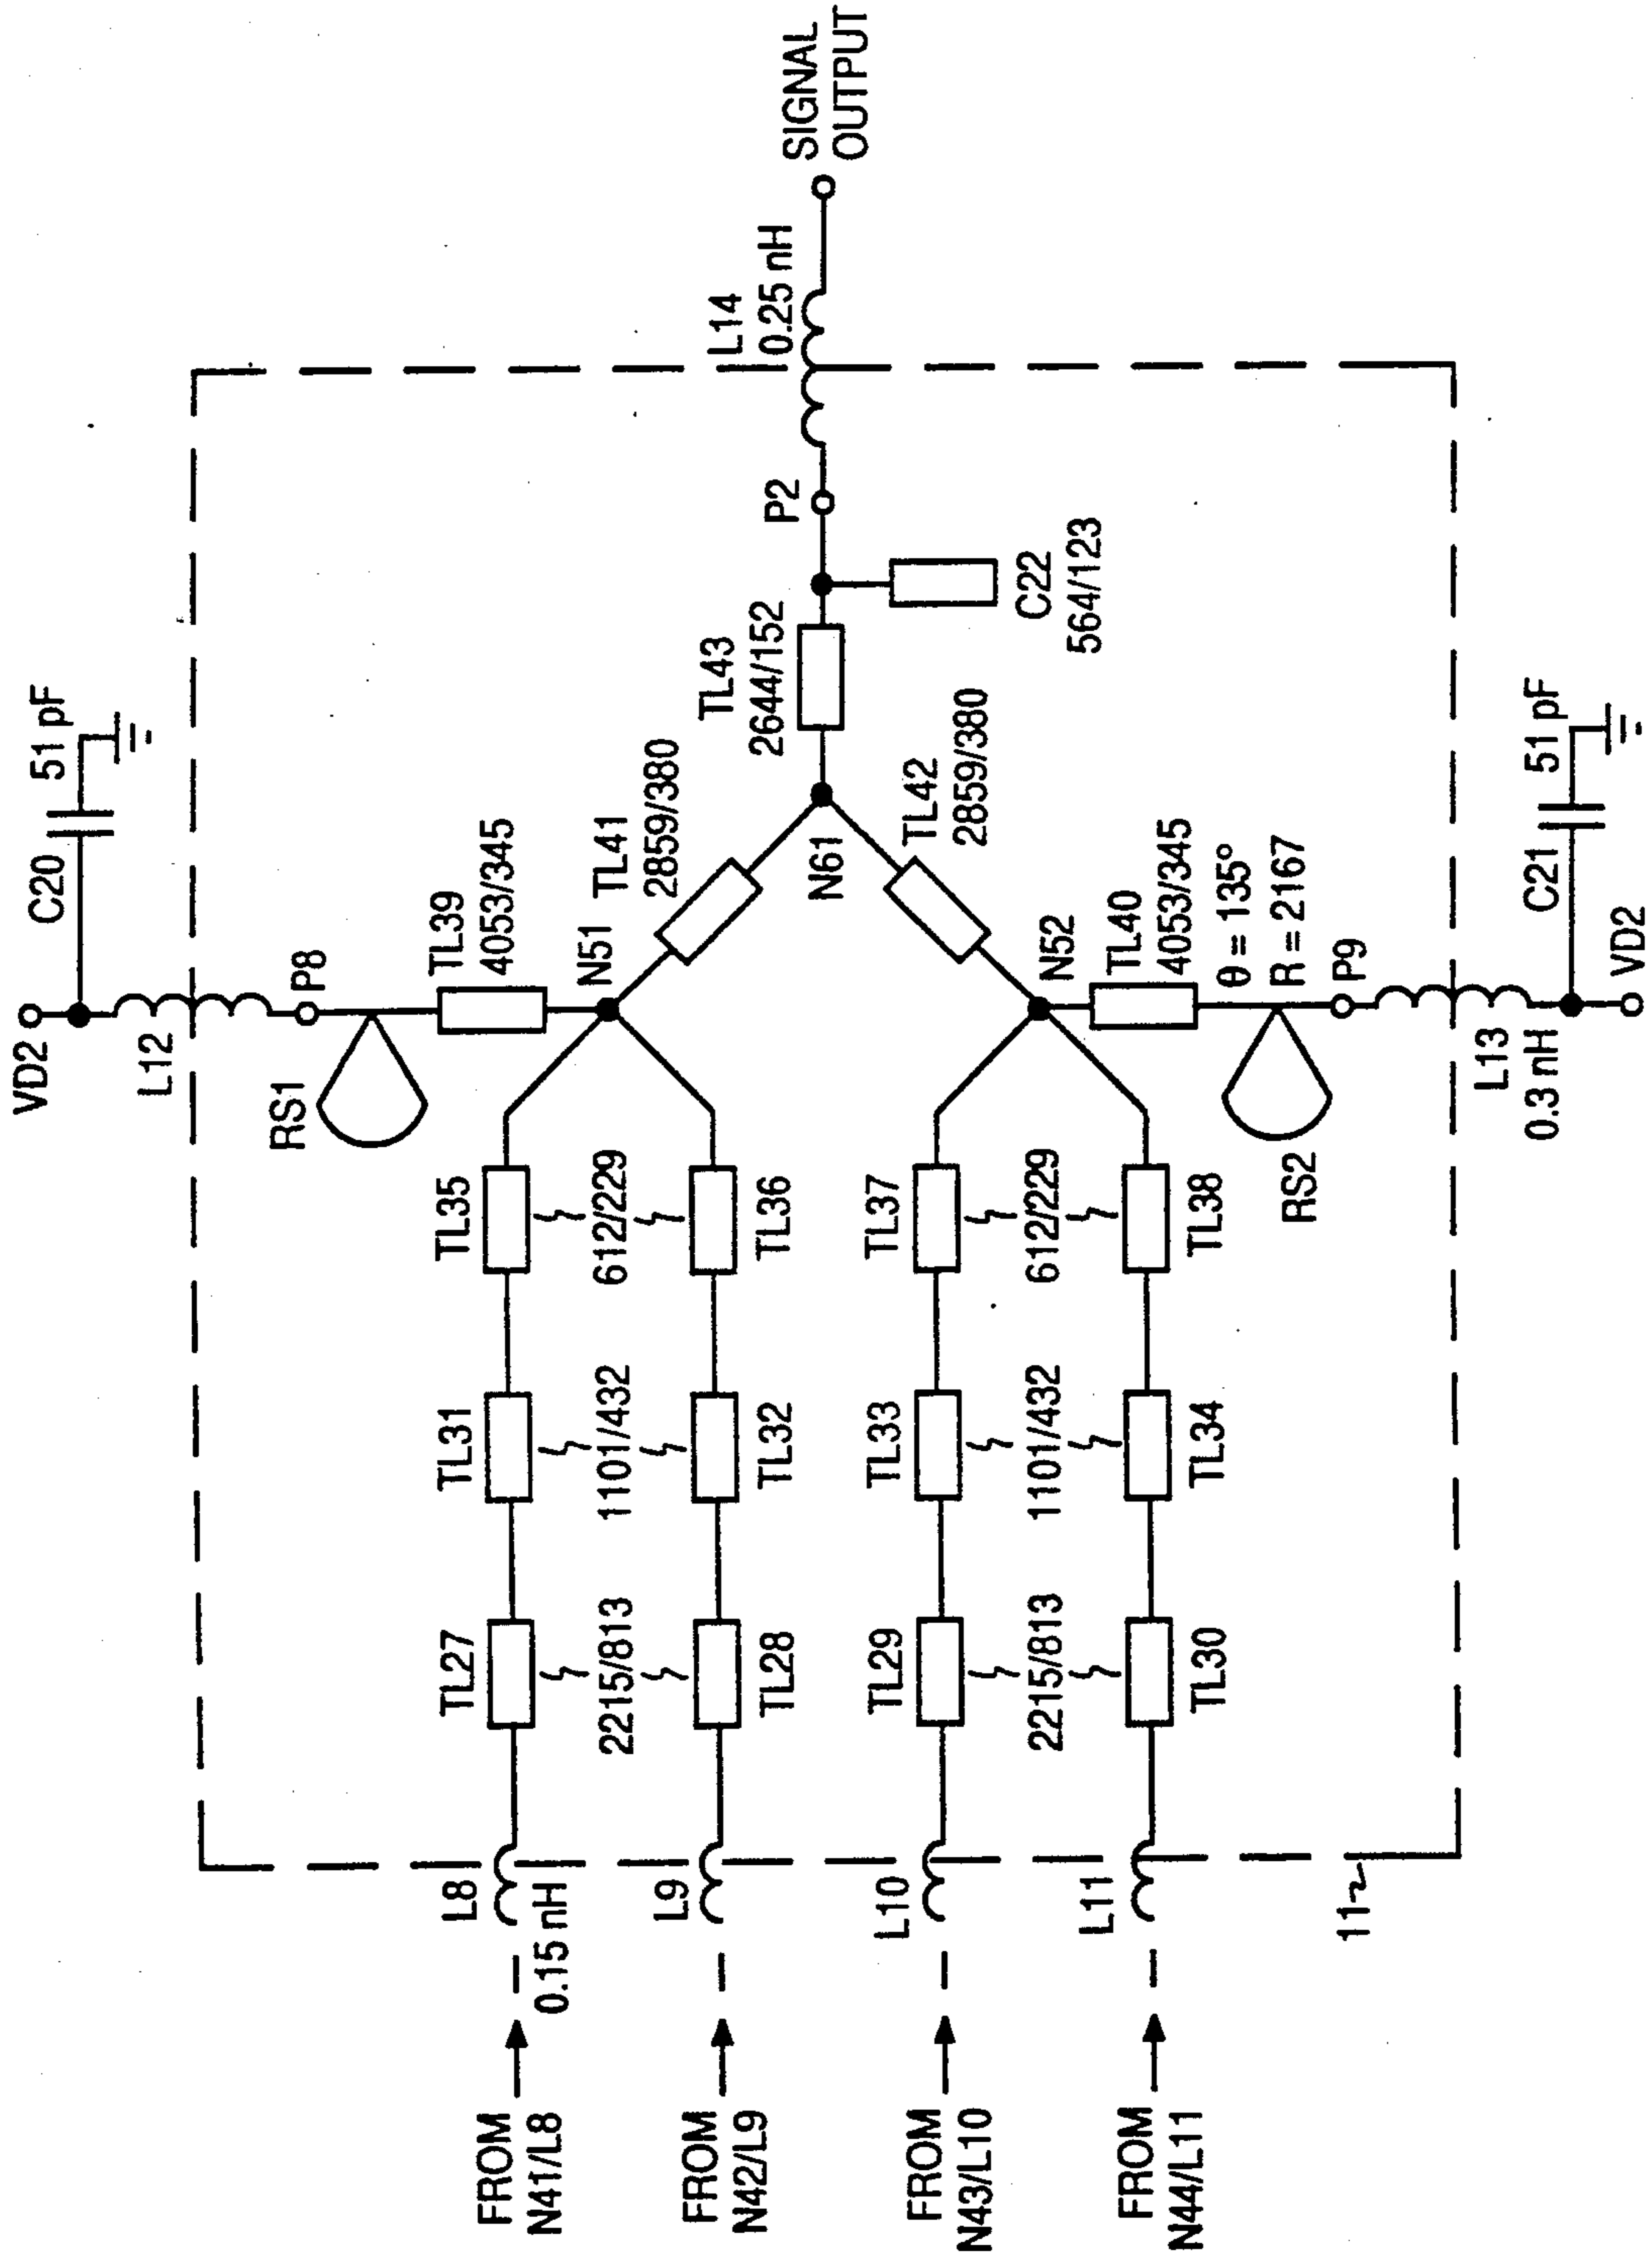 VD2
C20
51 pF
L12
P8
RS1
TL39
4053/345
N51
TL41
2859/380
L8
0.15 nH
FROM
N41/L8
TL27
TL31
TL35
2215/813
1101/432
612/229
FROM
N42/L9
L9
TL28
TL32
TL36
N61
TL43
2644/152
P2
L14
0.25 nH
SIGNAL
OUTPUT
C22
564/123
TL42
2859/380
FROM
N43/L10
L10
TL29
TL33
TL37
2215/813
1101/432
612/229
N52
FROM
N44/L11
L11
TL30
TL34
TL38
TL40
4053/345
θ = 135°
R = 2167
RS2
P9
11
L13
0.3 nH
C21
51 pF
VD2